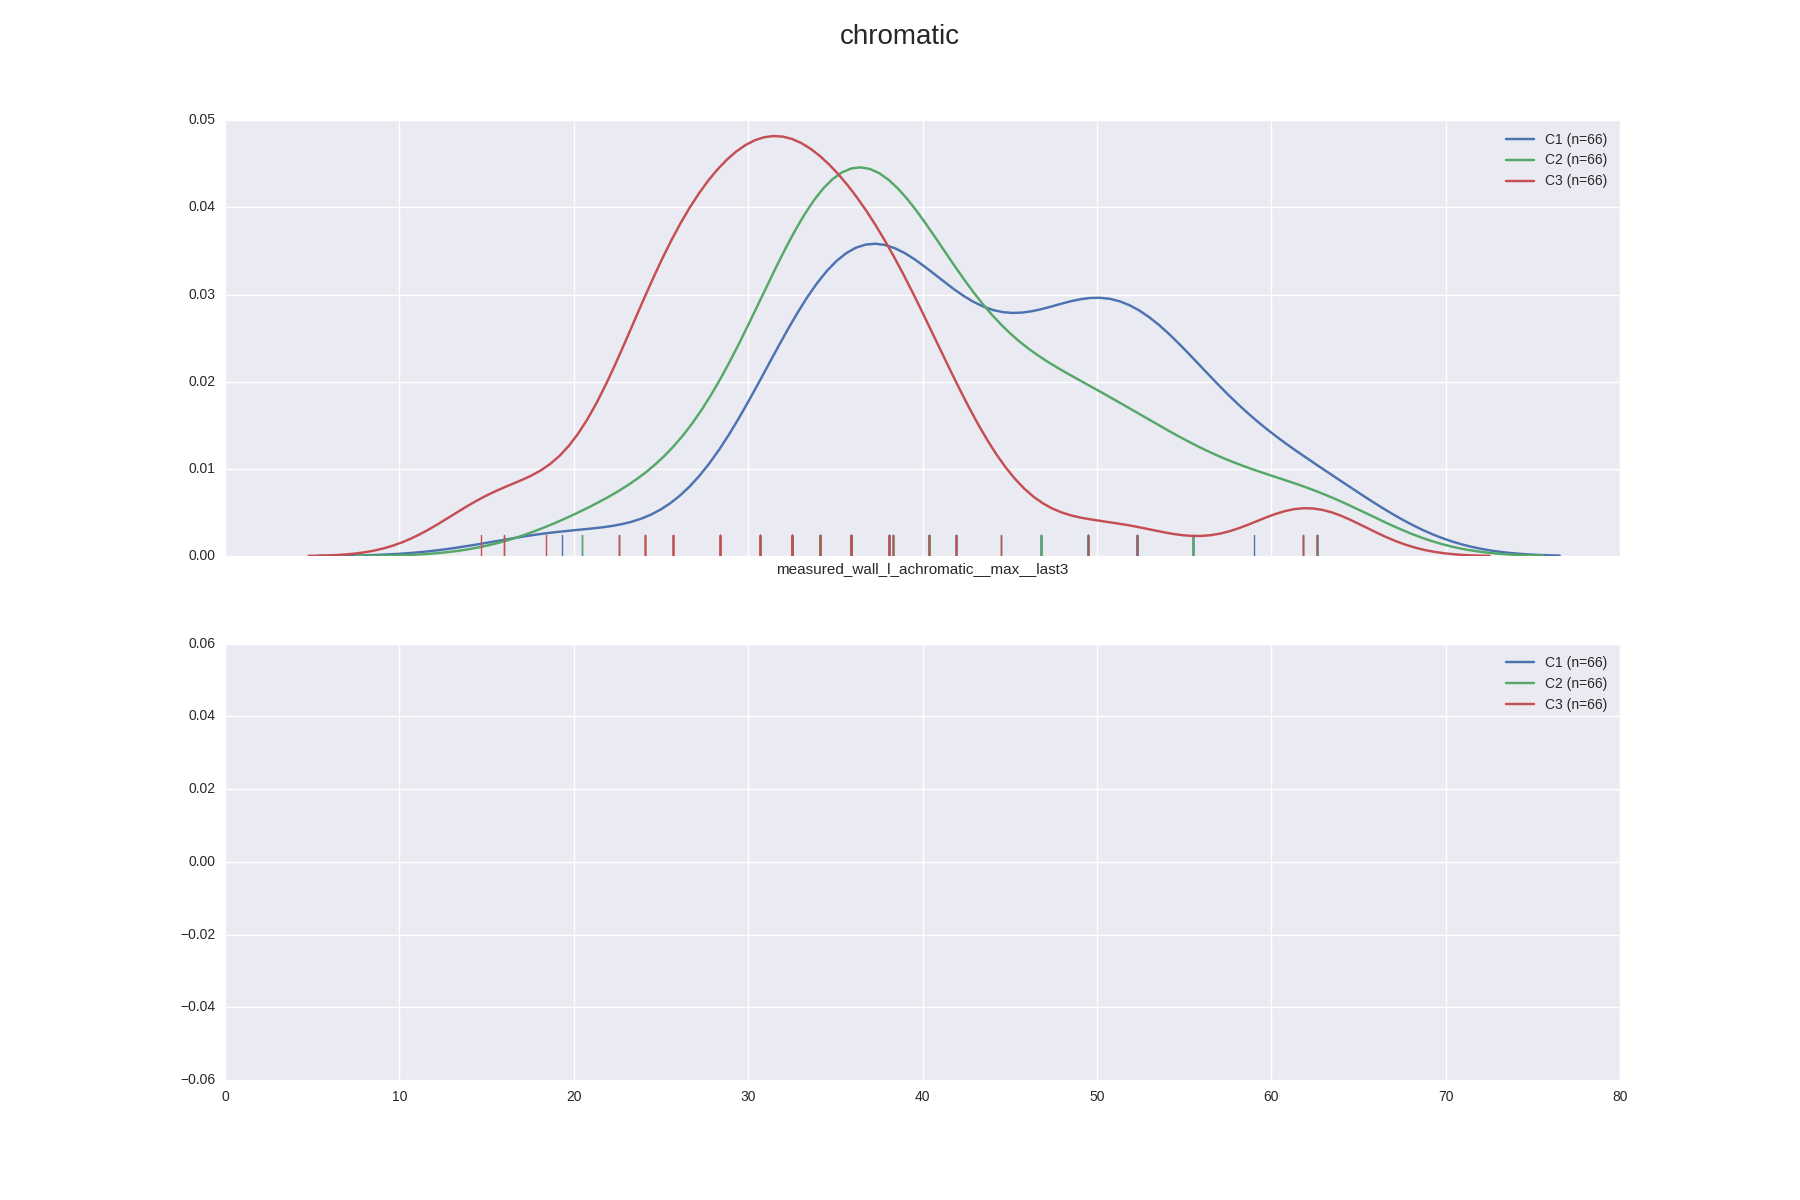 chromatic
0.05
0.04
0.03
0.02
0.01
0.00
C1 (n=66)
C2 (n=66)
C3 (n=66)
measured_wall_l_achromatic__max__last3
0.06
0.04
0.02
0.00
−0.02
−0.04
−0.06
C1 (n=66)
C2 (n=66)
C3 (n=66)
0 10 20 30 40 50 60 70 80